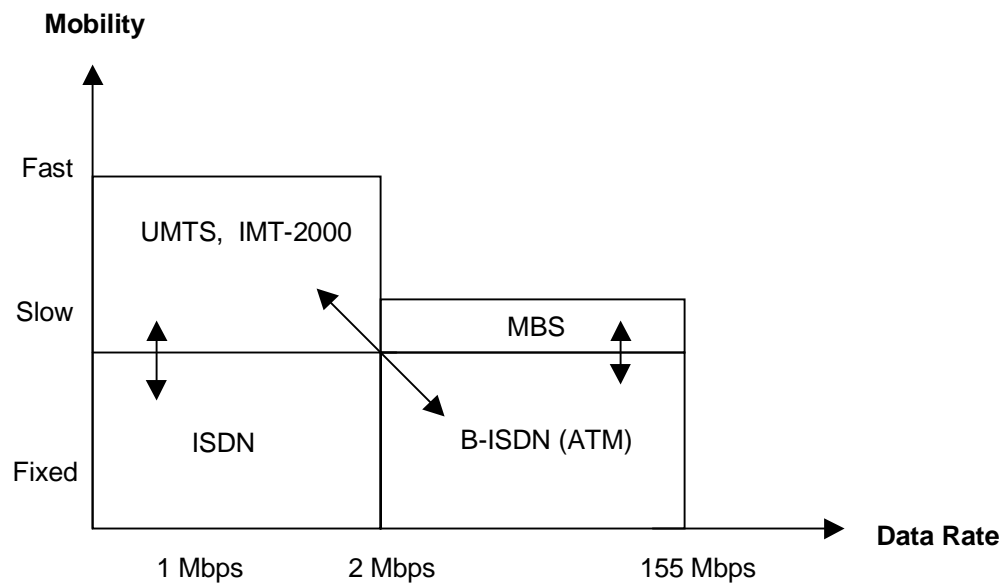 Mobility
Fast
UMTS, IMT-2000
Slow
MBS
ISDN
B-ISDN (ATM)
Fixed
Data Rate
1 Mbps
2 Mbps
155 Mbps